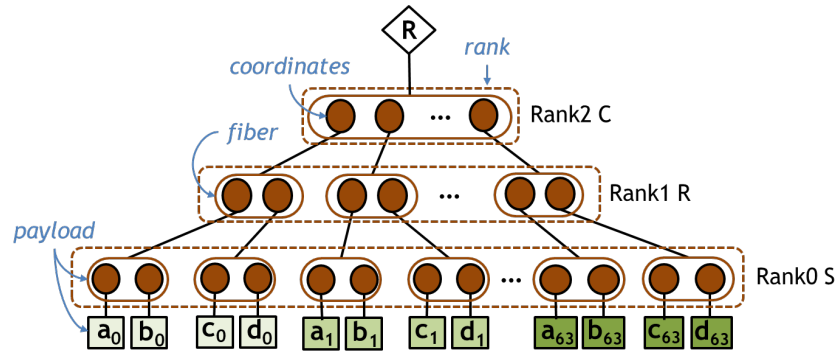 R
rank
coordinates
... Rank2 C
fiber
... Rank1 R
payload
... Rank0 S
a0 b0 c0 d0 a1 b1 c1 d1 a63 b63 c63 d63